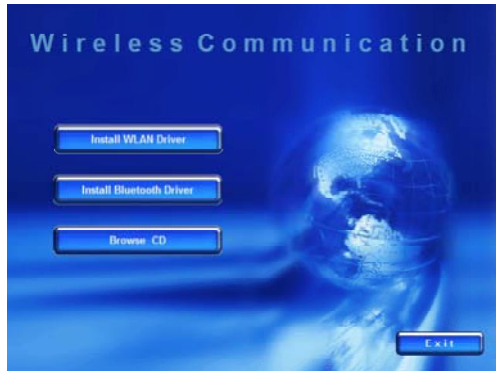 Wireless Communication
Install WLAN Driver
Install Bluetooth Driver
Browse CD
Exit